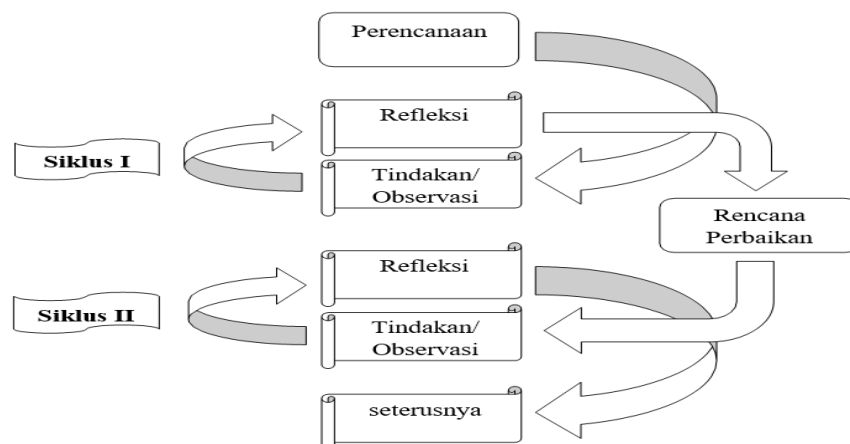 Perencanaan
Refleksi
Siklus I
Tindakan/
Observasi
Rencana
Perbaikan
Refleksi
Siklus II
Tindakan/
Observasi
seterusnya